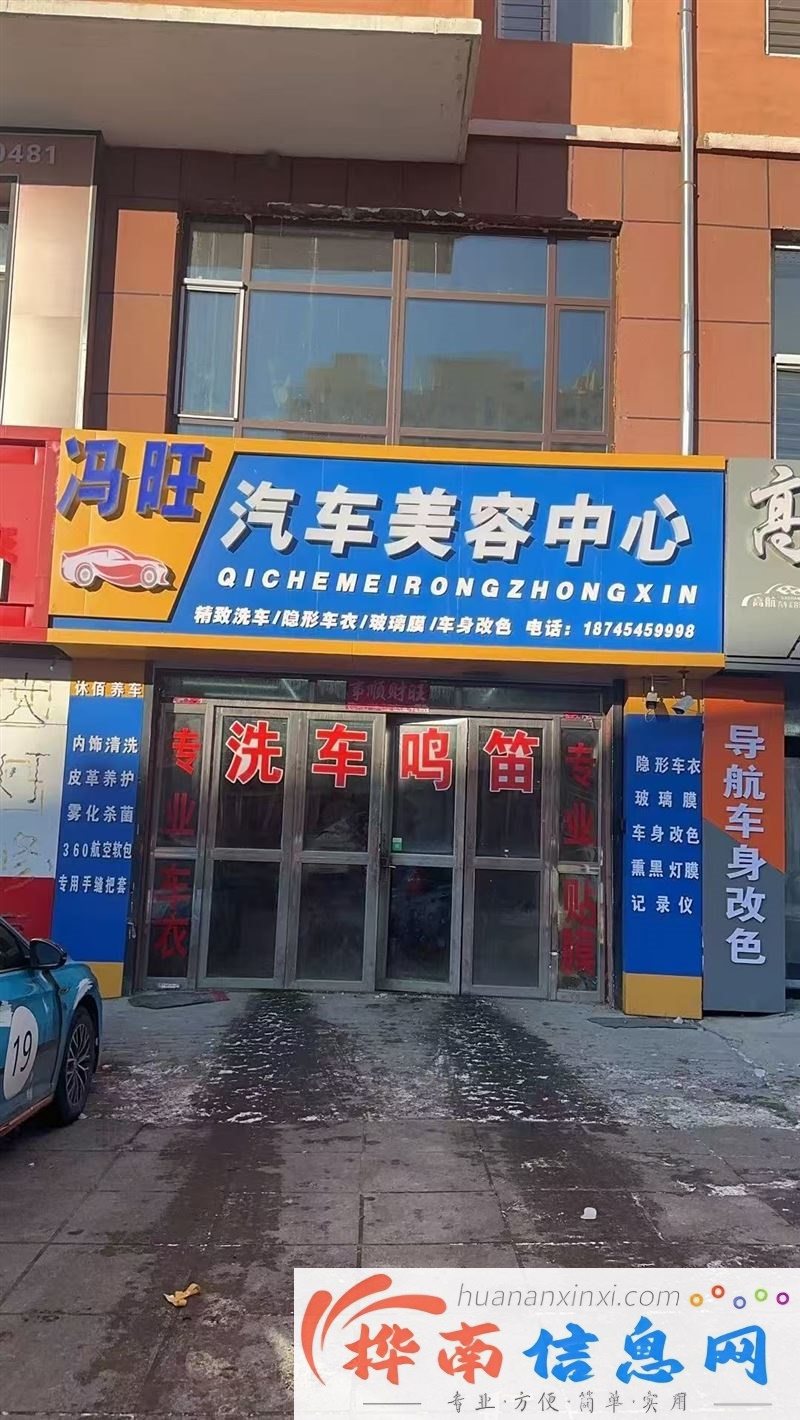 0481
冯旺
汽车美容中心
QICHEMEIRONGZHONGXIN
精致洗车/隐形车衣/玻璃膜/车身改色 电话：18745459998
高航
休佰养车
内饰清洗
皮革养护
雾化杀菌
360航空软包
专用手缝把套
事顺财旺
洗车鸣笛
专业车衣
专业贴膜
隐形车衣
玻璃膜
车身改色
熏黑灯膜
记录仪
导航车身改色
19
huananxinxi.com
桦南信息网
专业·方便·简单·实用